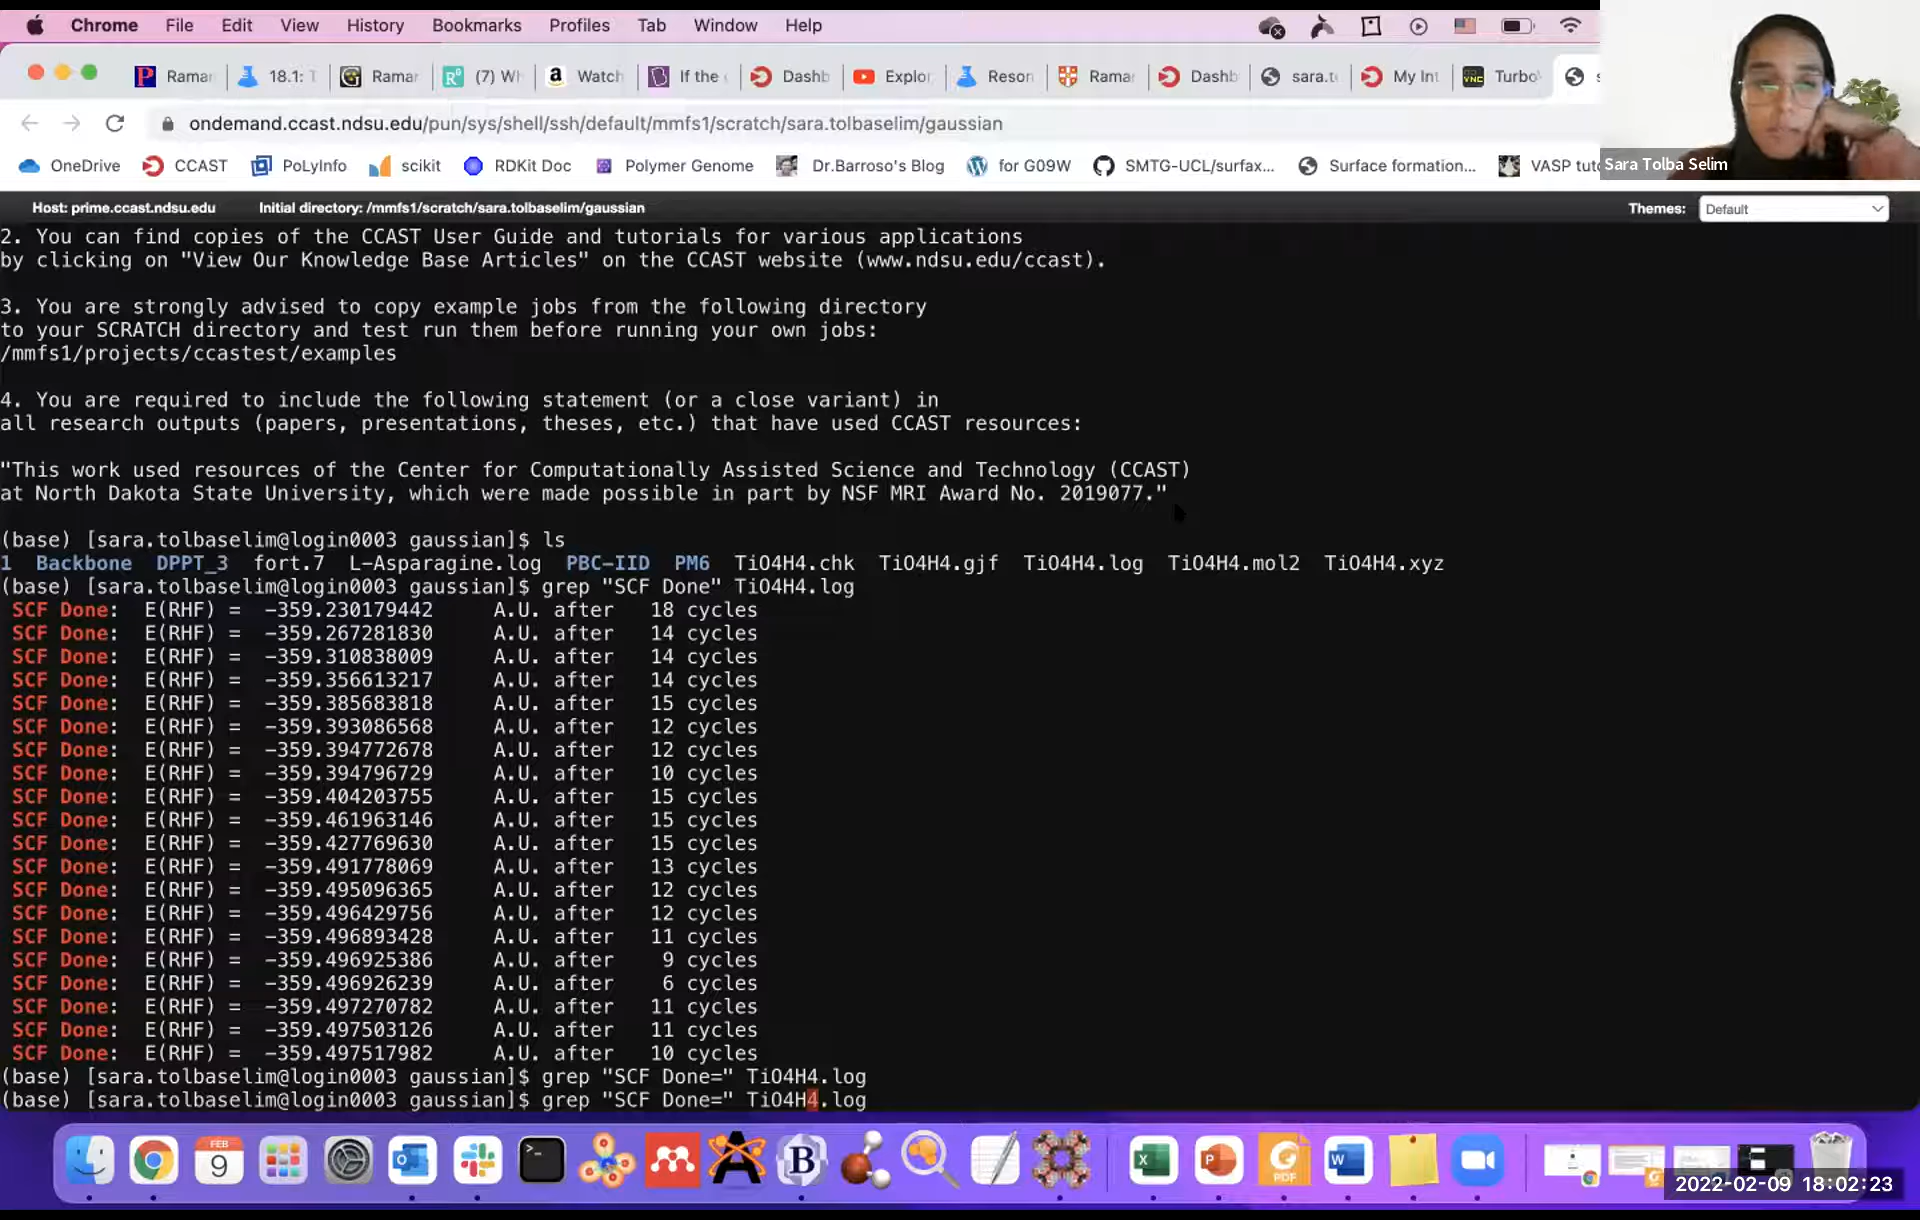 Chrome File Edit View History Bookmarks Profiles Tab Window Help
Raman 18.1: T Raman (7) Wh Watch If the Dashb Explor Reson Raman Dashb sara.t My Int Turbo
ondemand.ccast.ndsu.edu/pun/sys/shell/ssh/default/mmfs1/scratch/sara.tolbaselim/gaussian
OneDrive CCAST PoLyInfo scikit RDKit Doc Polymer Genome Dr.Barroso's Blog for G09W SMTG-UCL/surfax... Surface formation... VASP tut
Sara Tolba Selim
Host: prime.ccast.ndsu.edu Initial directory: /mmfs1/scratch/sara.tolbaselim/gaussian Themes: Default
2. You can find copies of the CCAST User Guide and tutorials for various applications
by clicking on "View Our Knowledge Base Articles" on the CCAST website (www.ndsu.edu/ccast).
3. You are strongly advised to copy example jobs from the following directory
to your SCRATCH directory and test run them before running your own jobs:
/mmfs1/projects/ccastest/examples
4. You are required to include the following statement (or a close variant) in
all research outputs (papers, presentations, theses, etc.) that have used CCAST resources:
"This work used resources of the Center for Computationally Assisted Science and Technology (CCAST)
at North Dakota State University, which were made possible in part by NSF MRI Award No. 2019077."
(base) [sara.tolbaselim@login0003 gaussian]$ ls
1 Backbone DPPT_3 fort.7 L-Asparagine.log PBC-IID PM6 TiO4H4.chk TiO4H4.gjf TiO4H4.log TiO4H4.mol2 TiO4H4.xyz
(base) [sara.tolbaselim@login0003 gaussian]$ grep "SCF Done" TiO4H4.log
SCF Done: E(RHF) = -359.230179442 A.U. after 18 cycles
SCF Done: E(RHF) = -359.267281830 A.U. after 14 cycles
SCF Done: E(RHF) = -359.310838009 A.U. after 14 cycles
SCF Done: E(RHF) = -359.356613217 A.U. after 14 cycles
SCF Done: E(RHF) = -359.385683818 A.U. after 15 cycles
SCF Done: E(RHF) = -359.393086568 A.U. after 12 cycles
SCF Done: E(RHF) = -359.394772678 A.U. after 12 cycles
SCF Done: E(RHF) = -359.394796729 A.U. after 10 cycles
SCF Done: E(RHF) = -359.404203755 A.U. after 15 cycles
SCF Done: E(RHF) = -359.461963146 A.U. after 15 cycles
SCF Done: E(RHF) = -359.427769630 A.U. after 15 cycles
SCF Done: E(RHF) = -359.491778069 A.U. after 13 cycles
SCF Done: E(RHF) = -359.495096365 A.U. after 12 cycles
SCF Done: E(RHF) = -359.496429756 A.U. after 12 cycles
SCF Done: E(RHF) = -359.496893428 A.U. after 11 cycles
SCF Done: E(RHF) = -359.496925386 A.U. after 9 cycles
SCF Done: E(RHF) = -359.496926239 A.U. after 6 cycles
SCF Done: E(RHF) = -359.497270782 A.U. after 11 cycles
SCF Done: E(RHF) = -359.497503126 A.U. after 11 cycles
SCF Done: E(RHF) = -359.497517982 A.U. after 10 cycles
(base) [sara.tolbaselim@login0003 gaussian]$ grep "SCF Done=" TiO4H4.log
(base) [sara.tolbaselim@login0003 gaussian]$ grep "SCF Done=" TiO4H4.log
FEB
9
PDF
2022-02-09 18:02:23